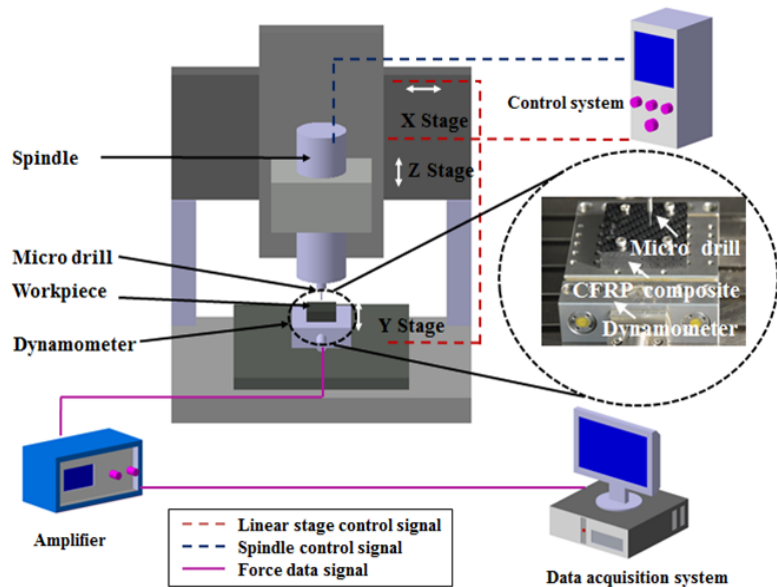 X Stage
Control system
Spindle
Z Stage
Micro drill
Micro drill
Workpiece
CFRP composite
Dynamometer
Y Stage
Dynamometer
Amplifier
Linear stage control signal
Spindle control signal
Force data signal
Data acquisition system